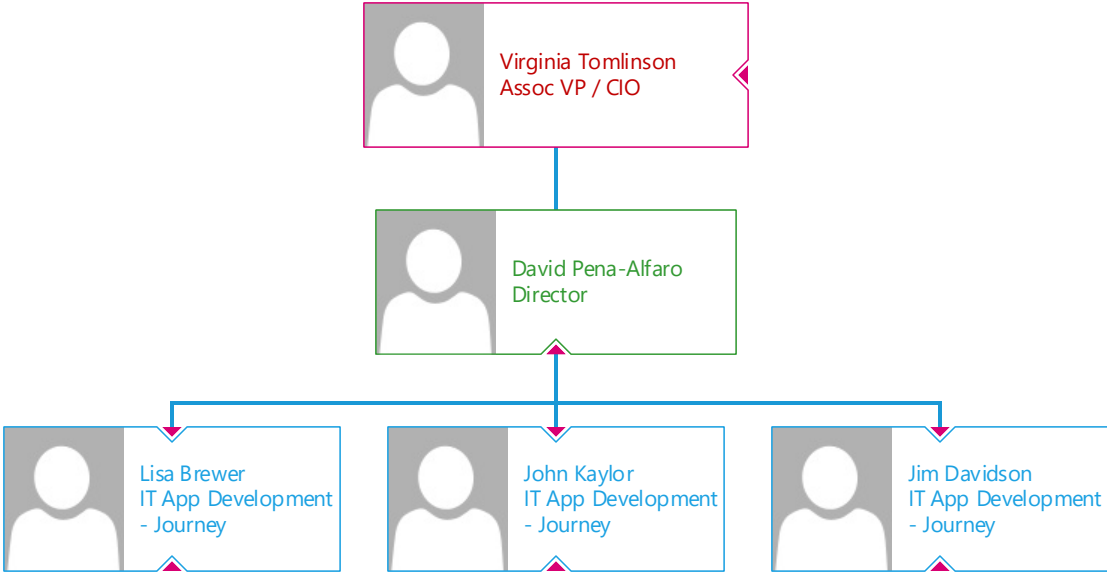 Virginia Tomlinson
Assoc VP / CIO
David Pena-Alfaro
Director
Lisa Brewer
IT App Development
- Journey
John Kaylor
IT App Development
- Journey
Jim Davidson
IT App Development
- Journey